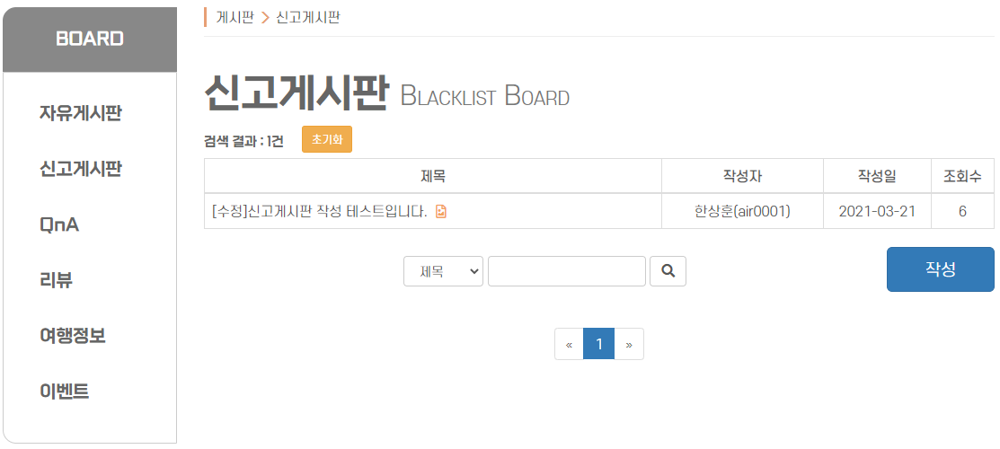 BOARD
자유게시판
신고게시판
QnA
리뷰
여행정보
이벤트
게시판 > 신고게시판
신고게시판 BLACKLIST BOARD
검색 결과 : 1건 초기화
제목 작성자 작성일 조회수
[수정]신고게시판 작성 테스트입니다. 한상훈(air0001) 2021-03-21 6
제목 작성
« 1 »